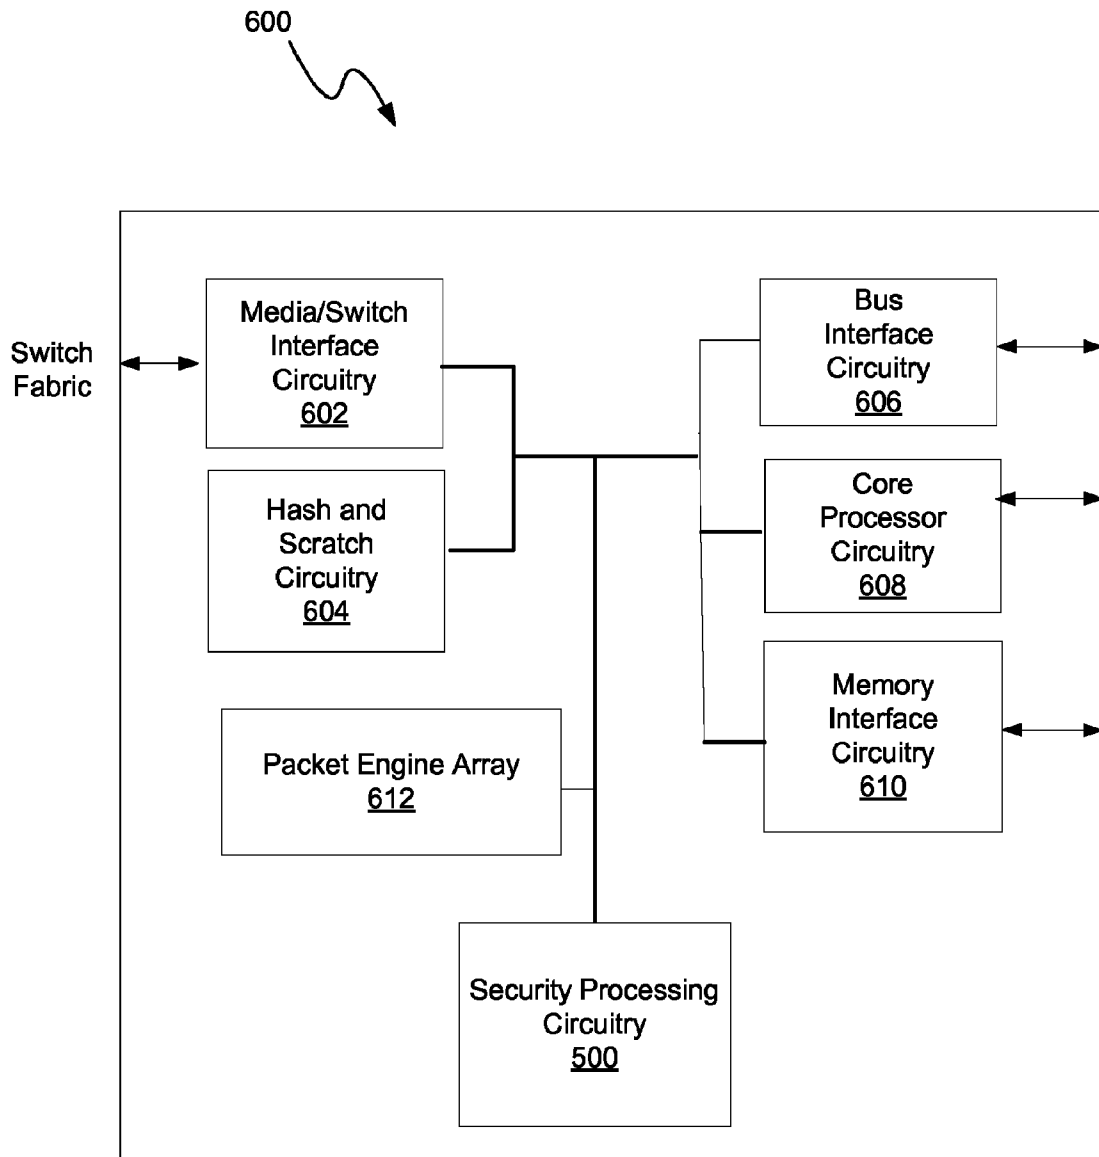 600
Switch
Fabric
Media/Switch
Interface
Circuitry
602
Hash and
Scratch
Circuitry
604
Bus
Interface
Circuitry
606
Core
Processor
Circuitry
608
Memory
Interface
Circuitry
610
Packet Engine Array
612
Security Processing
Circuitry
500